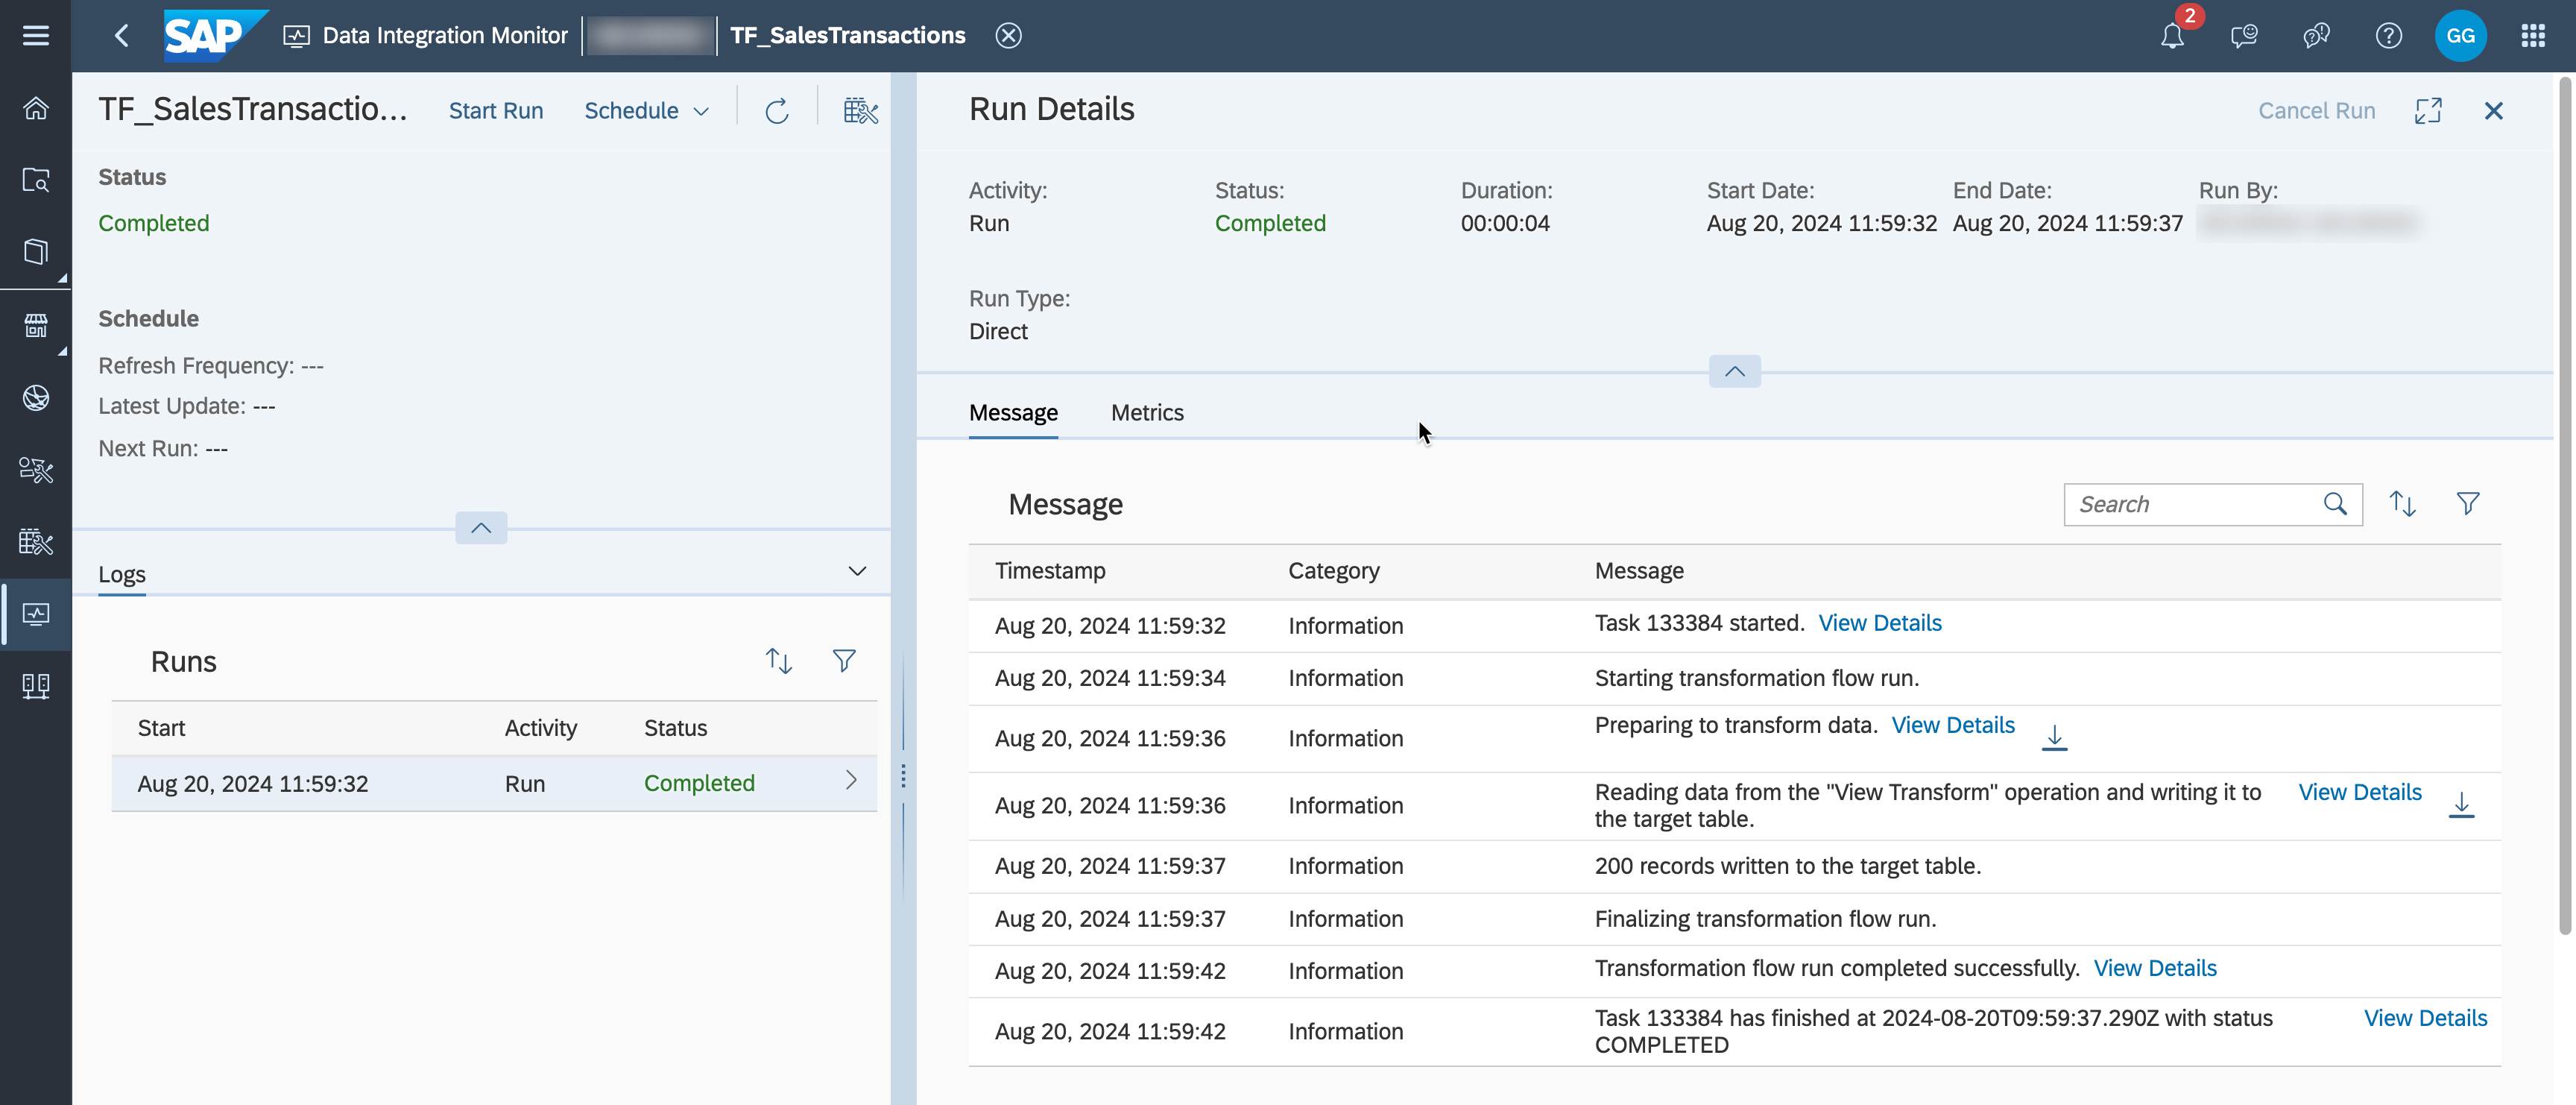 SAP Data Integration Monitor TF_SalesTransactions 2 GG
TF_SalesTransactio... Start Run Schedule
Status
Completed
Schedule
Refresh Frequency: ---
Latest Update: ---
Next Run: ---
Logs
Runs
Start Activity Status
Aug 20, 2024 11:59:32 Run Completed
Run Details Cancel Run
Activity: Status: Duration: Start Date: End Date: Run By:
Run Completed 00:00:04 Aug 20, 2024 11:59:32 Aug 20, 2024 11:59:37
Run Type:
Direct
Message Metrics
Message Search
Timestamp Category Message
Aug 20, 2024 11:59:32 Information Task 133384 started. View Details
Aug 20, 2024 11:59:34 Information Starting transformation flow run.
Aug 20, 2024 11:59:36 Information Preparing to transform data. View Details
Aug 20, 2024 11:59:36 Information Reading data from the "View Transform" operation and writing it to View Details
the target table.
Aug 20, 2024 11:59:37 Information 200 records written to the target table.
Aug 20, 2024 11:59:37 Information Finalizing transformation flow run.
Aug 20, 2024 11:59:42 Information Transformation flow run completed successfully. View Details
Aug 20, 2024 11:59:42 Information Task 133384 has finished at 2024-08-20T09:59:37.290Z with status View Details
COMPLETED